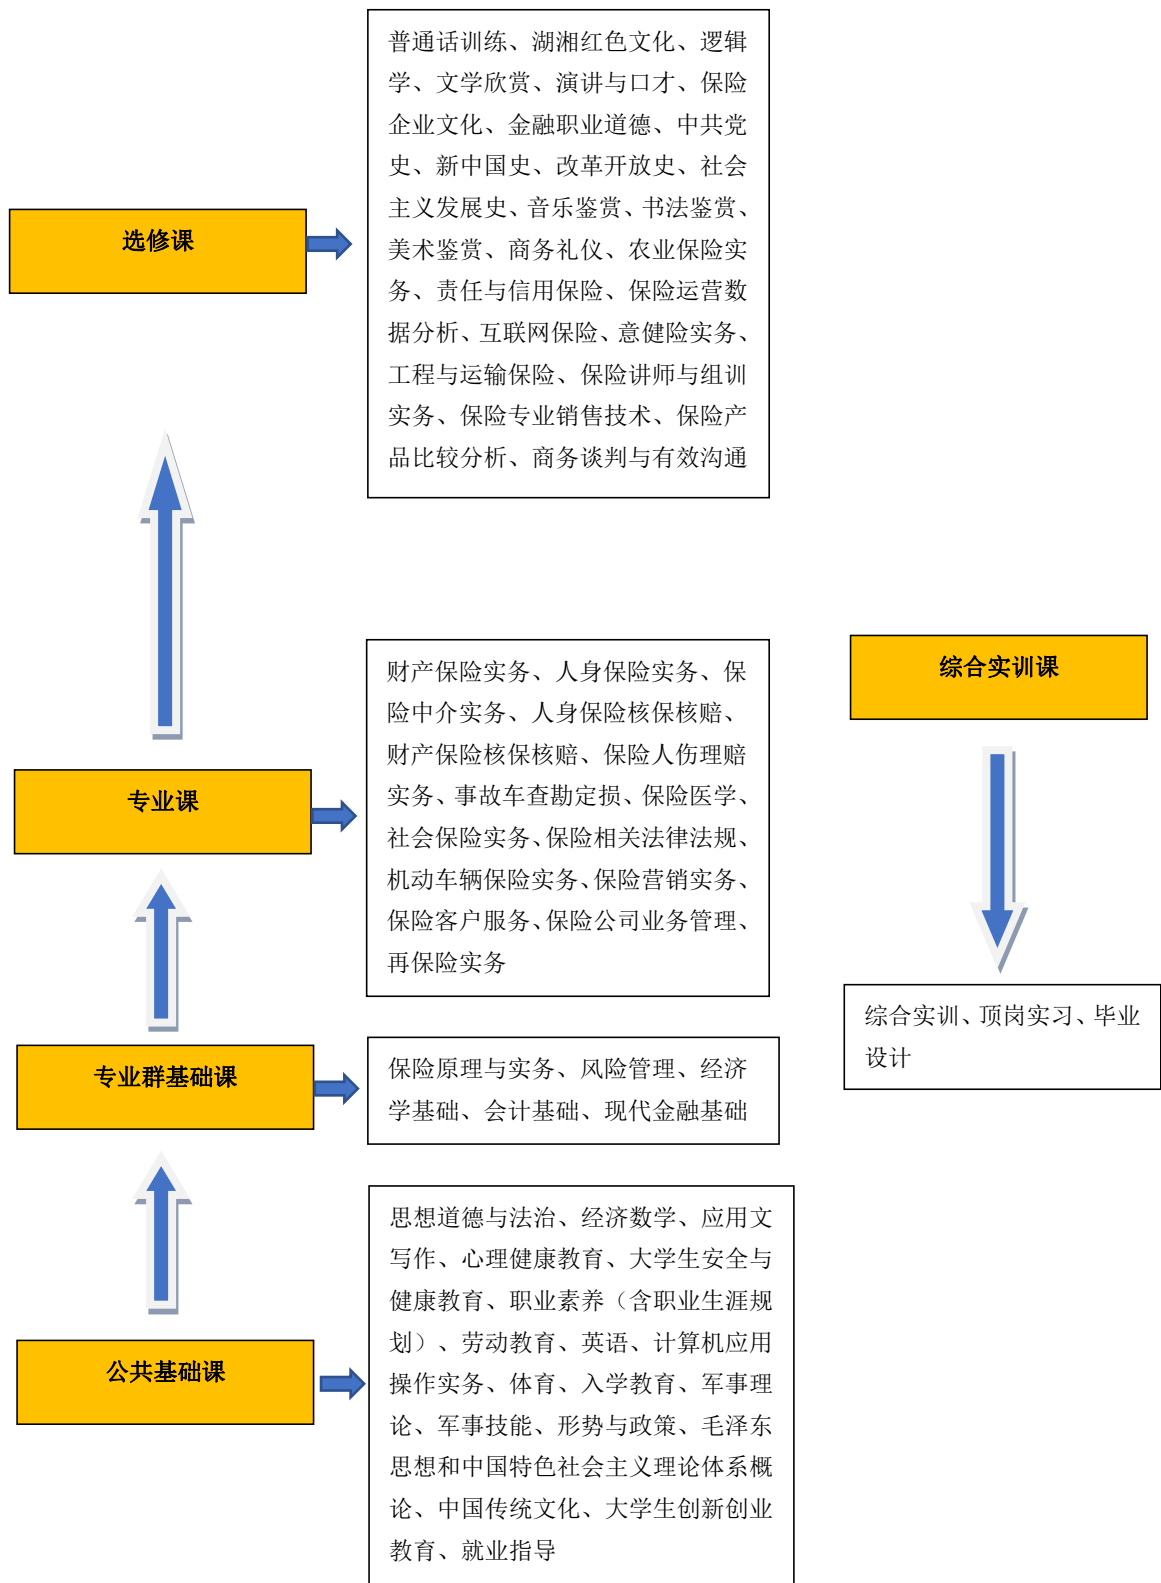 普通话训练、湖湘红色文化、逻辑
学、文学欣赏、演讲与口才、保险
企业文化、金融职业道德、中共党
史、新中国史、改革开放史、社会
主义发展史、音乐鉴赏、书法鉴赏、
美术鉴赏、商务礼仪、农业保险实
务、责任与信用保险、保险运营数
据分析、互联网保险、意健险实务、
工程与运输保险、保险讲师与组训
实务、保险专业销售技术、保险产
品比较分析、商务谈判与有效沟通
选修课
财产保险实务、人身保险实务、保
险中介实务、人身保险核保核赔、
财产保险核保核赔、保险人伤理赔
实务、事故车查勘定损、保险医学、
社会保险实务、保险相关法律法规、
机动车辆保险实务、保险营销实务、
保险客户服务、保险公司业务管理、
再保险实务
专业课
综合实训课
综合实训、顶岗实习、毕业
设计
专业群基础课
保险原理与实务、风险管理、经济
学基础、会计基础、现代金融基础
思想道德与法治、经济数学、应用文
写作、心理健康教育、大学生安全与
健康教育、职业素养（含职业生涯规
划）、劳动教育、英语、计算机应用
操作实务、体育、入学教育、军事理
论、军事技能、形势与政策、毛泽东
思想和中国特色社会主义理论体系概
论、中国传统文化、大学生创新创业
教育、就业指导
公共基础课